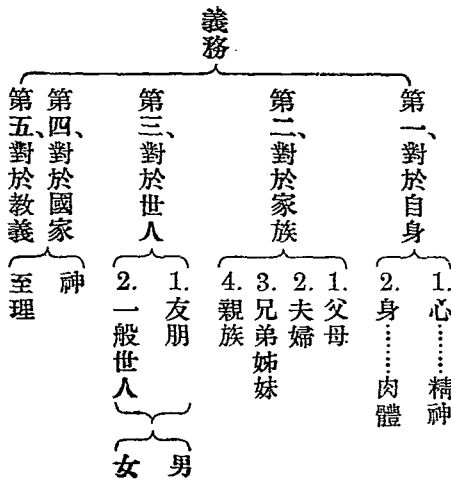 義務
第一、對於自身
1.心………精神
2.身………肉體
第二、對於家族
1.父母
2.夫婦
3.兄弟姊妹
4.親族
第三、對於世人
1.友朋
2.一般世人
男
女
第四、對於國家
第五、對於教義
神
至理